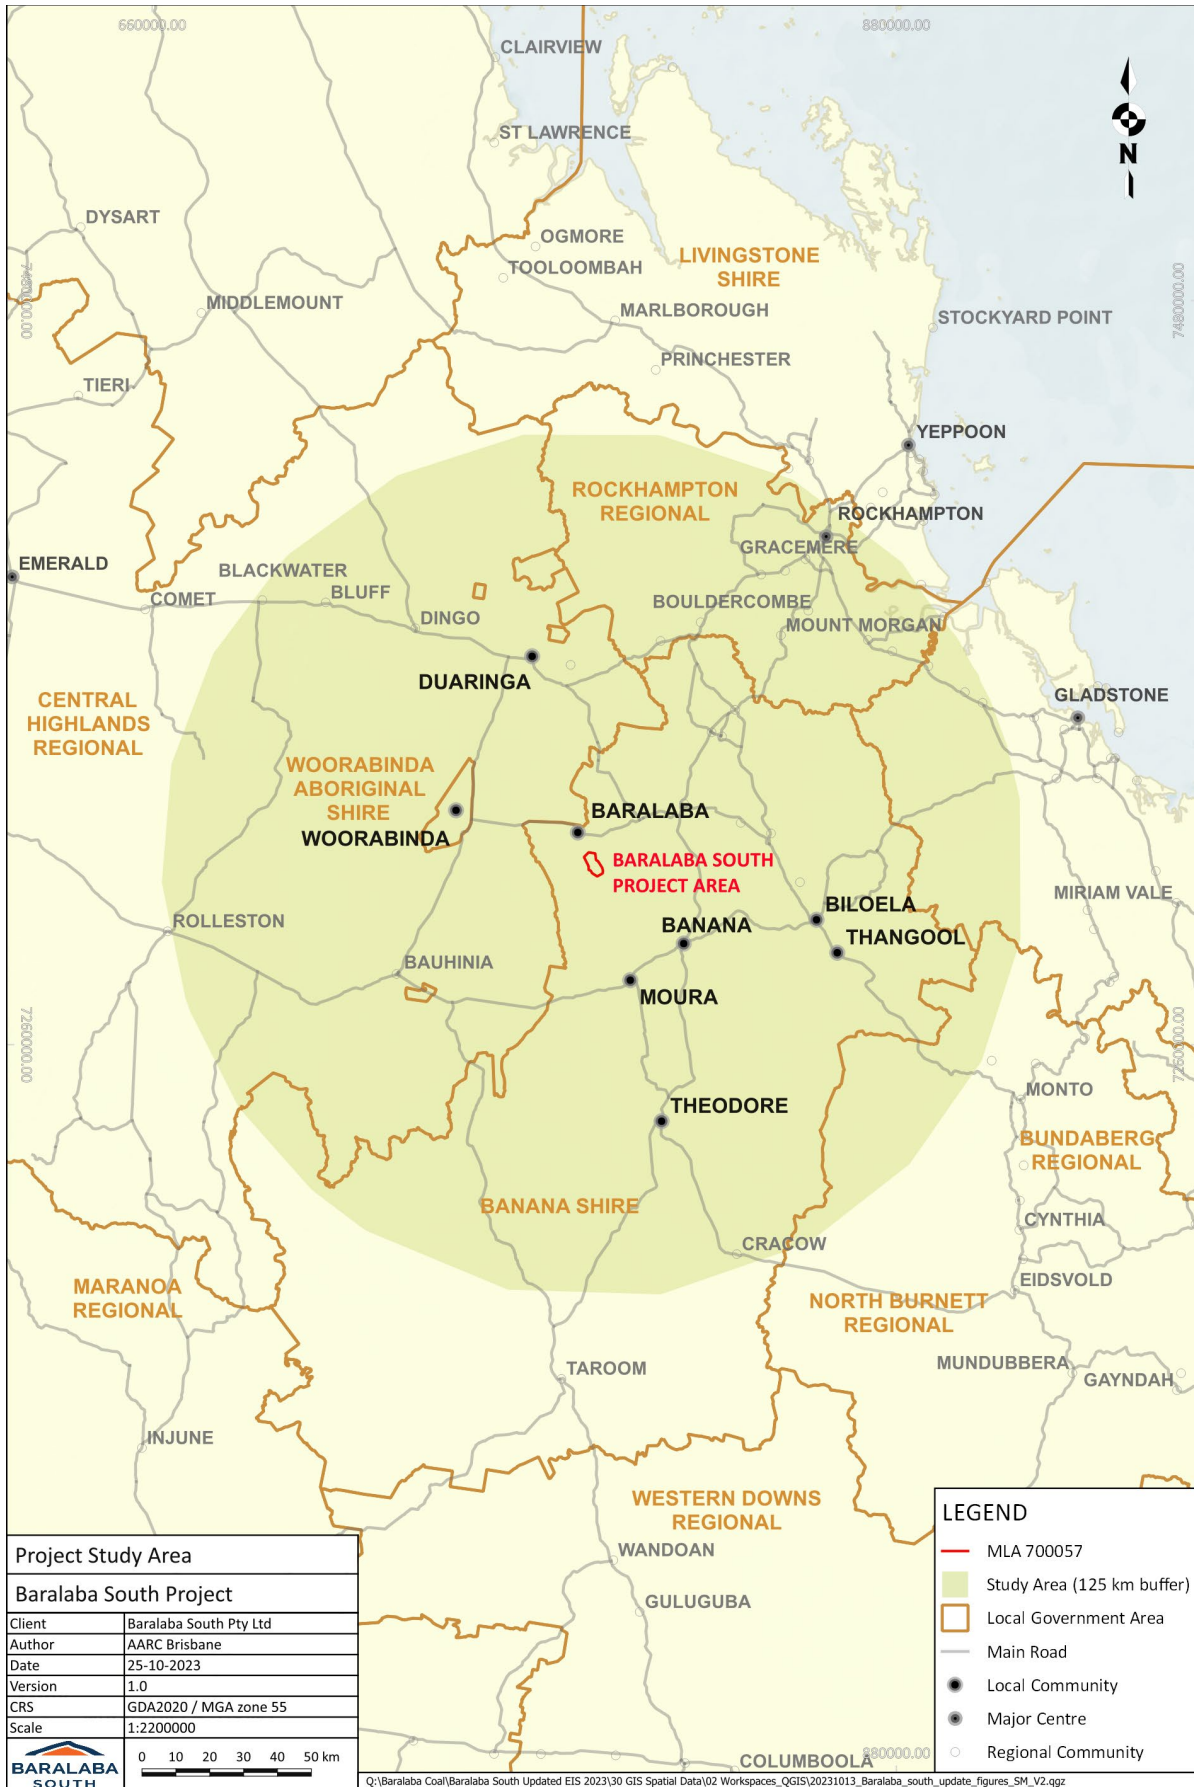 660000.00
880000.00
CLAIRVIEW
ST LAWRENCE
N
DYSART
OGMORE
TOOLOOMBAH
LIVINGSTONE
SHIRE
7480000.00
7480000.00
MIDDLEMOUNT
MARLBOROUGH
STOCKYARD POINT
PRINCHESTER
TIERI
YEPPOON
ROCKHAMPTON
REGIONAL
ROCKHAMPTON
GRACEMERE
EMERALD
BLACKWATER
COMET
BLUFF
BOULDERCOMBE
DINGO
MOUNT MORGAN
DUARINGA
CENTRAL
HIGHLANDS
REGIONAL
GLADSTONE
WOORABINDA
ABORIGINAL
SHIRE
WOORABINDA
BARALABA
BARALABA SOUTH
PROJECT AREA
MIRIAM VALE
BILOELA
ROLLESTON
BANANA
THANGOOL
BAUHINIA
MOURA
7260000.00
7260000.00
MONTO
THEODORE
BUNDABERG
REGIONAL
BANANA SHIRE
CYNTHIA
CRACOW
MARANOA
REGIONAL
EIDSVOLD
NORTH BURNETT
REGIONAL
TAROOM
MUNDUBBERA
GAYNDAH
INJUNE
WESTERN DOWNS
REGIONAL
WANDOAN
GULUGUBA
COLUMBOOLA
880000.00
LEGEND
MLA 700057
Study Area (125 km buffer)
Local Government Area
Main Road
Local Community
Major Centre
Regional Community
Project Study Area
Baralaba South Project
Client Baralaba South Pty Ltd
Author AARC Brisbane
Date 25-10-2023
Version 1.0
CRS GDA2020 / MGA zone 55
Scale 1:2200000
BARALABA
SOUTH
0 10 20 30 40 50 km
Q:\Baralaba Coal\Baralaba South Updated EIS 2023\30 GIS Spatial Data\02 Workspaces_QGIS\20231013_Baralaba_south_update_figures_SM_V2.qgz